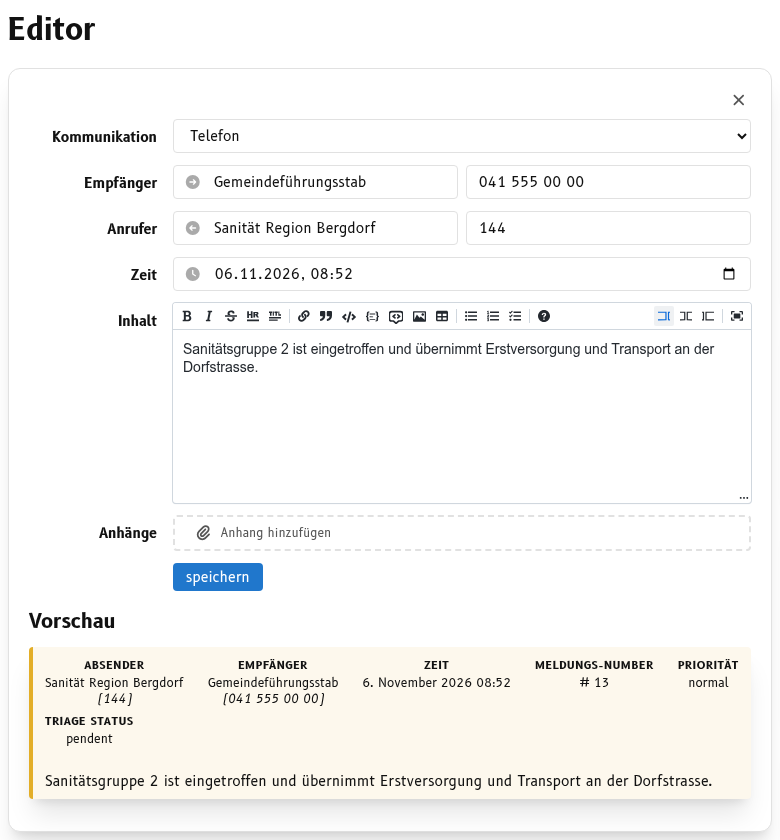 Editor
Kommunikation Telefon
Empfänger Gemeindeführungsstab 041 555 00 00
Anrufer Sanität Region Bergdorf 144
Zeit 06.11.2026, 08:52
Inhalt B I S HR TITL
Sanitätsgruppe 2 ist eingetroffen und übernimmt Erstversorgung und Transport an der
Dorfstrasse.
Anhänge Anhang hinzufügen
speichern
Vorschau
ABSENDER EMPFÄNGER ZEIT MELDUNGS-NUMBER PRIORITÄT
Sanität Region Bergdorf Gemeindeführungsstab 6. November 2026 08:52 # 13 normal
[144] [041 555 00 00]
TRIAGE STATUS
pendent
Sanitätsgruppe 2 ist eingetroffen und übernimmt Erstversorgung und Transport an der Dorfstrasse.